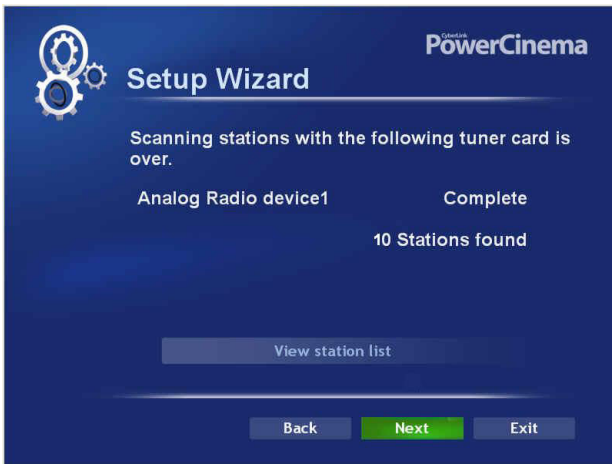 CyberLink
PowerCinema
Setup Wizard
Scanning stations with the following tuner card is
over.
Analog Radio device1 Complete
10 Stations found
View station list
Back Next Exit